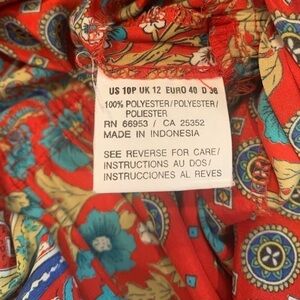 US 10P UK 12 EURO 40 D 38
100% POLYESTER/POLYESTER/
POLIESTER
RN 66953 / CA 25352
MADE IN INDONESIA
SEE REVERSE FOR CARE/
INSTRUCTIONS AU DOS/
INSTRUCCIONES AL REVES